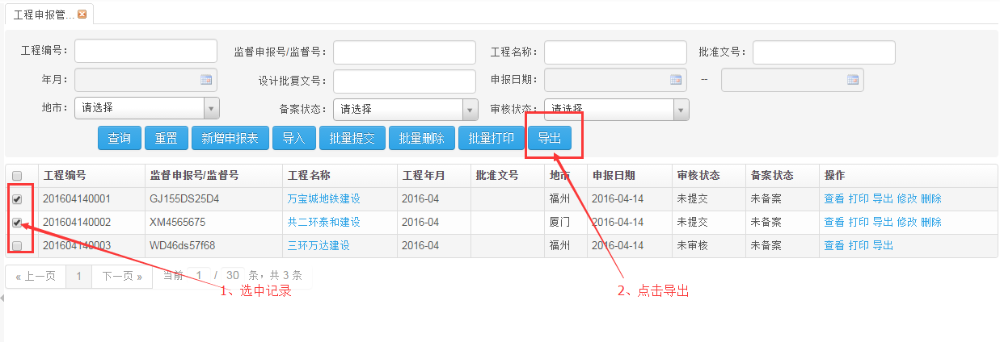 工程申报管...
工程编号： 监督申报号/监督号： 工程名称： 批准文号：
年月： 设计批复文号： 申报日期： --
地市： 请选择 备案状态： 请选择 审核状态： 请选择
查询 重置 新增申报表 导入 批量提交 批量删除 批量打印 导出
工程编号 监督申报号/监督号 工程名称 工程年月 批准文号 地市 申报日期 审核状态 备案状态 操作
201604140001 GJ155DS25D4 万宝城地铁建设 2016-04 福州 2016-04-14 未提交 未备案 查看 打印 导出 修改 删除
201604140002 XM4565675 共二环泰和建设 2016-04 厦门 2016-04-14 未提交 未备案 查看 打印 导出 修改 删除
201604140003 WD46ds57f68 三环万达建设 2016-04 福州 2016-04-14 未审核 未备案 查看 打印 导出
« 上一页 1 下一页 » 当前 1 / 30 条，共 3 条
1、选中记录 2、点击导出